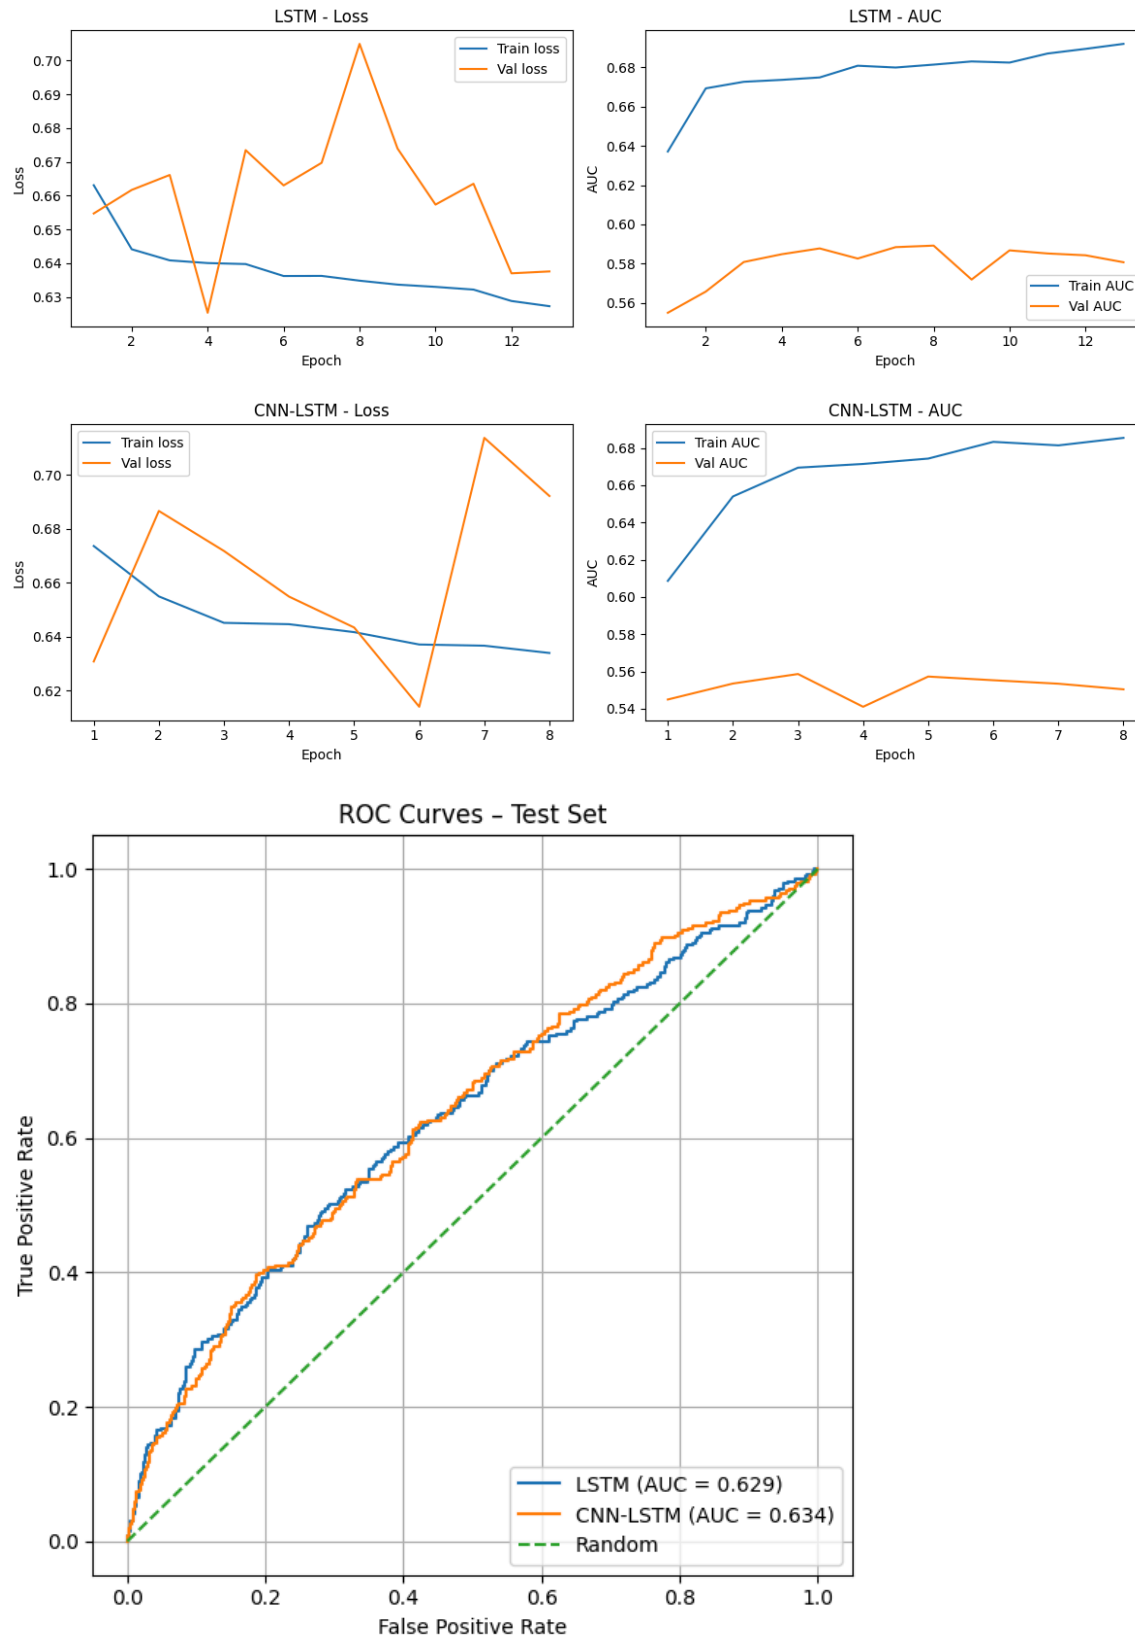 LSTM - Loss
0.70
0.69
0.68
0.67
0.66
0.65
0.64
0.63
Loss
Train loss
Val loss
2 4 6 8 10 12
Epoch
LSTM - AUC
0.68
0.66
0.64
0.62
0.60
0.58
0.56
AUC
Train AUC
Val AUC
2 4 6 8 10 12
Epoch
CNN-LSTM - Loss
Train loss
Val loss
0.70
0.68
0.66
0.64
0.62
Loss
1 2 3 4 5 6 7 8
Epoch
CNN-LSTM - AUC
Train AUC
Val AUC
0.68
0.66
0.64
0.62
0.60
0.58
0.56
0.54
AUC
1 2 3 4 5 6 7 8
Epoch
ROC Curves – Test Set
1.0
0.8
0.6
0.4
0.2
0.0
True Positive Rate
LSTM (AUC = 0.629)
CNN-LSTM (AUC = 0.634)
Random
0.0 0.2 0.4 0.6 0.8 1.0
False Positive Rate